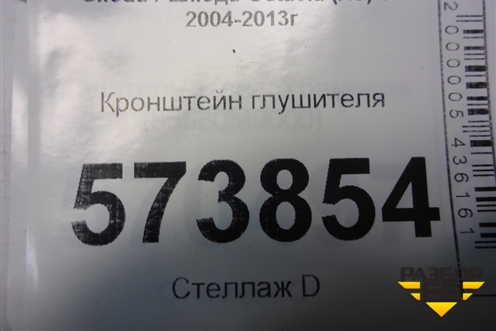 2004-2013г
Кронштейн глушителя
573854
Стеллаж D
2000005436161
РАЗБОР